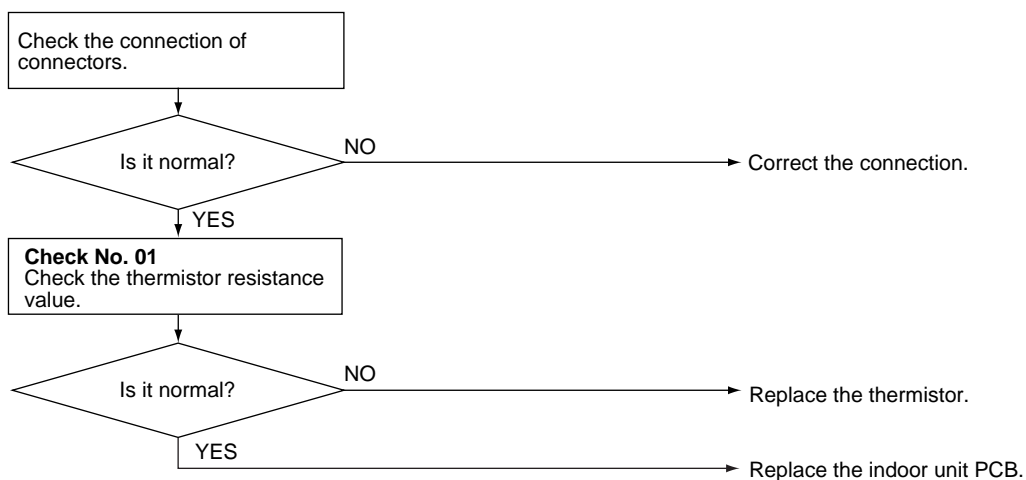 Check the connection of
connectors.
Is it normal?
NO
Correct the connection.
YES
Check No. 01
Check the thermistor resistance
value.
Is it normal?
NO
Replace the thermistor.
YES
Replace the indoor unit PCB.